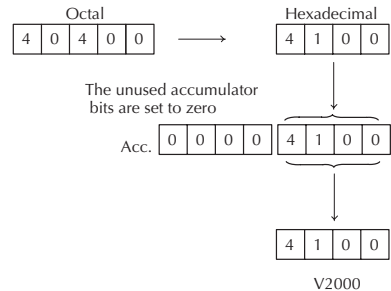 Octal Hexadecimal
4 0 4 0 0 4 1 0 0
The unused accumulator
bits are set to zero
Acc. 0 0 0 0 4 1 0 0
4 1 0 0
V2000